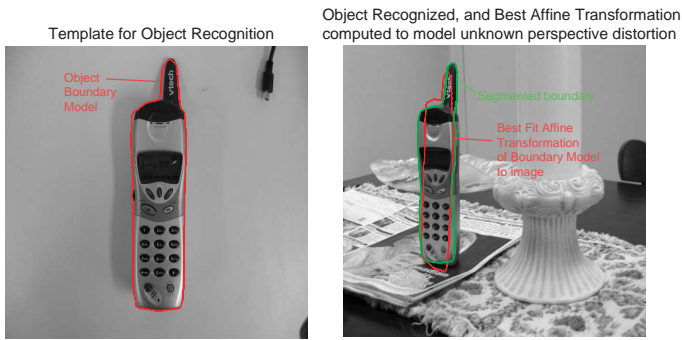 Template for Object Recognition
Object
Boundary
Model
vtech
Object Recognized, and Best Affine Transformation
computed to model unknown perspective distortion
vtech
Segmented boundary
Best Fit Affine
Transformation
of Boundary Model
to image